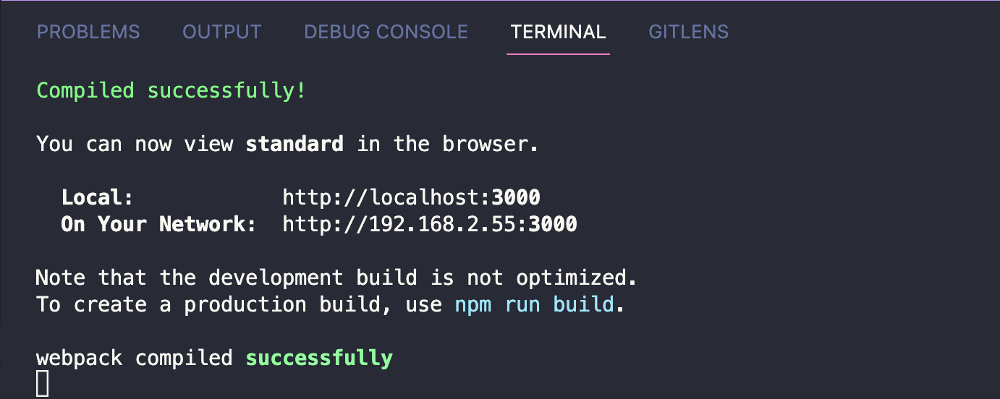 PROBLEMS OUTPUT DEBUG CONSOLE TERMINAL GITLENS
Compiled successfully!
You can now view standard in the browser.
Local: http://localhost:3000
On Your Network: http://192.168.2.55:3000
Note that the development build is not optimized.
To create a production build, use npm run build.
webpack compiled successfully